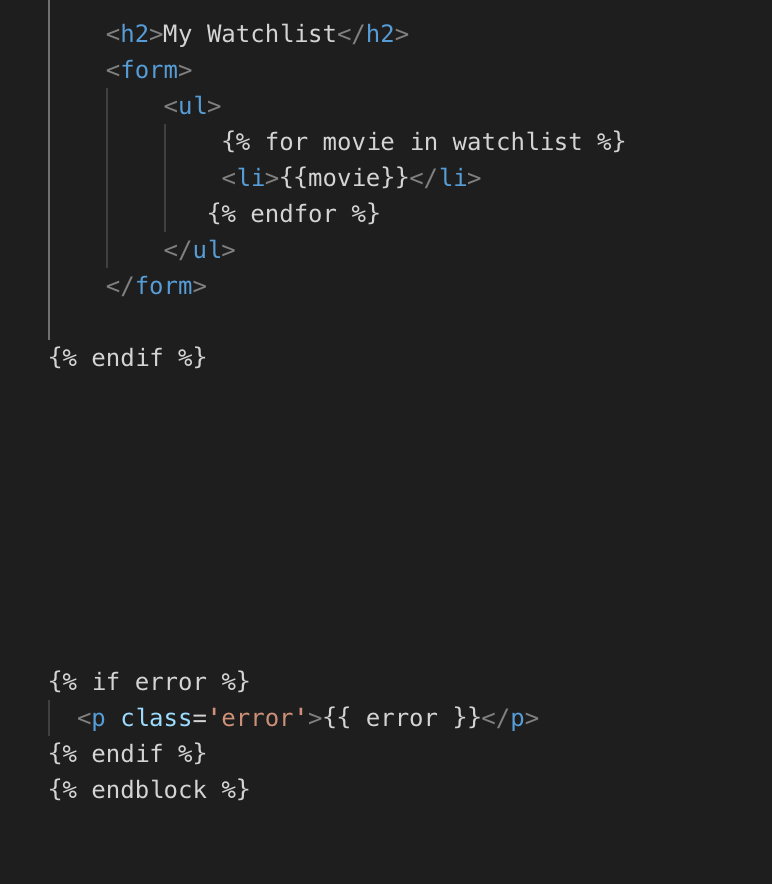 <h2>My Watchlist</h2>
<form>
<ul>
{% for movie in watchlist %}
<li>{{movie}}</li>
{% endfor %}
</ul>
</form>
{% endif %}
{% if error %}
<p class='error'>{{ error }}</p>
{% endif %}
{% endblock %}